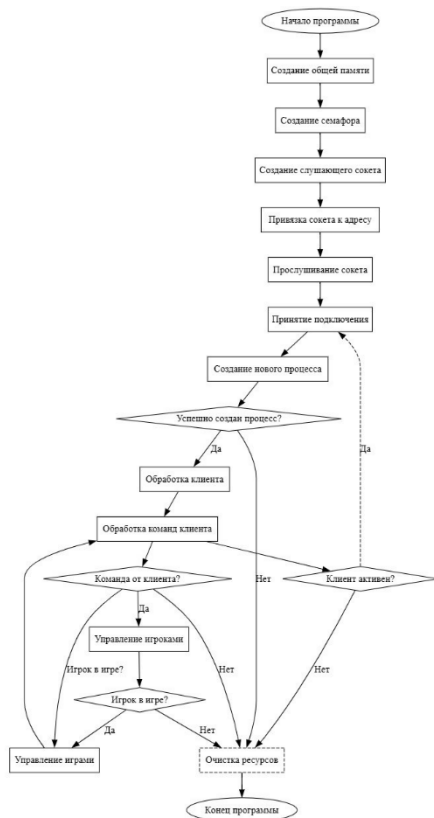 Начало программы
Создание общей памяти
Создание семафора
Создание слушающего сокета
Привязка сокета к адресу
Прослушивание сокета
Принятие подключения
Создание нового процесса
Успешно создан процесс?
Да
Да
Обработка клиента
Обработка команд клиента
Команда от клиента?
Нет
Клиент активен?
Да
Управление игроками
Игрок в игре?
Нет
Нет
Игрок в игре?
Да
Нет
Управление играми
Очистка ресурсов
Конец программы